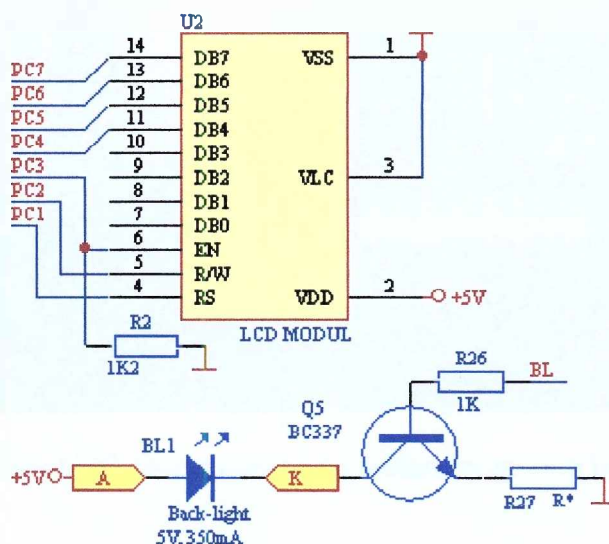 U2
14 DB7 VSS 1
PC7
13 DB6
PC6
12 DB5
PC5
11 DB4
PC4
10 DB3
PC3
9 DB2 VLC 3
PC2
8 DB1
PC1
7 DB0
6 EN
5 R/W
4 RS VDD 2 +5V
LCD MODUL
R2
1K2
R26 BL
1K
Q5
BC337
BL1
+5V A K
R27 R*
Back-light
5V,350mA